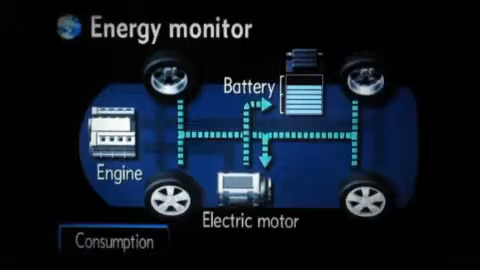 Energy monitor
Battery
Engine
Electric motor
Consumption